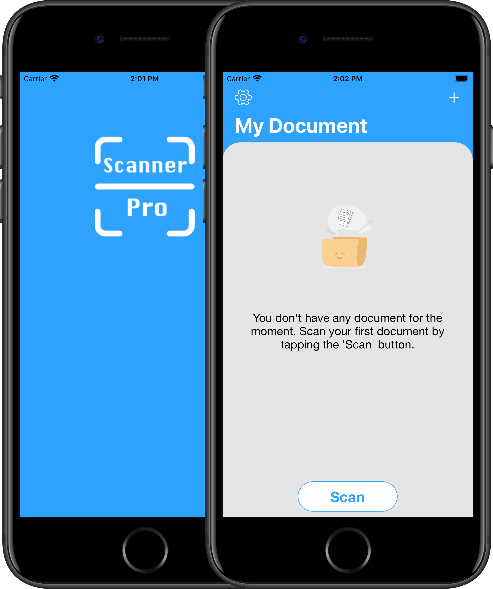 Carrier 2:01 PM
Scanner
Pro
Carrier 2:02 PM
My Document
You don't have any document for the
moment. Scan your first document by
tapping the 'Scan' button.
Scan